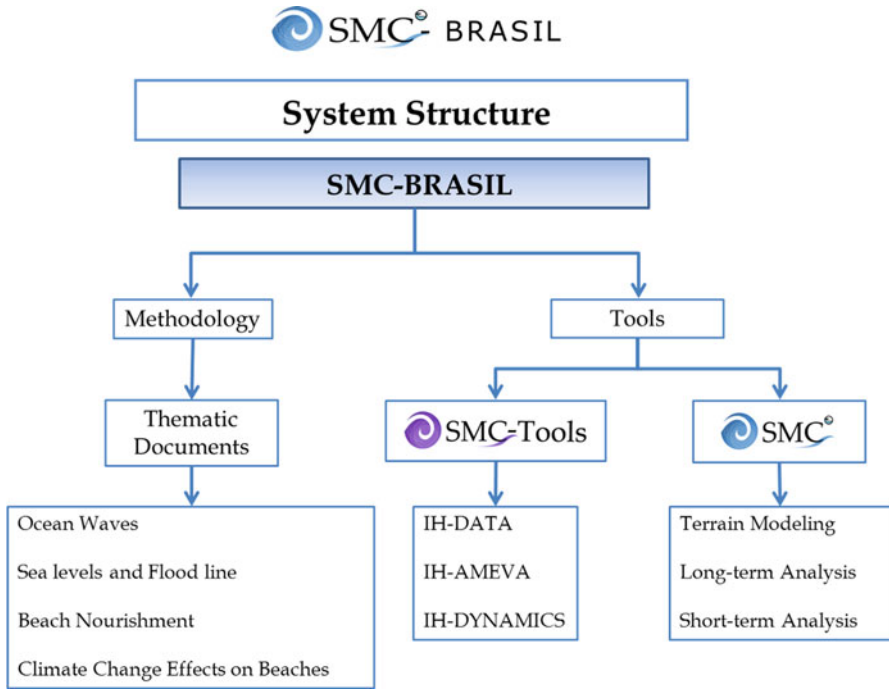 SMC - BRASIL
System Structure
SMC-BRASIL
Methodology
Tools
Thematic
Documents
SMC-Tools
SMC
Ocean Waves
Sea levels and Flood line
Beach Nourishment
Climate Change Effects on Beaches
IH-DATA
IH-AMEVA
IH-DYNAMICS
Terrain Modeling
Long-term Analysis
Short-term Analysis